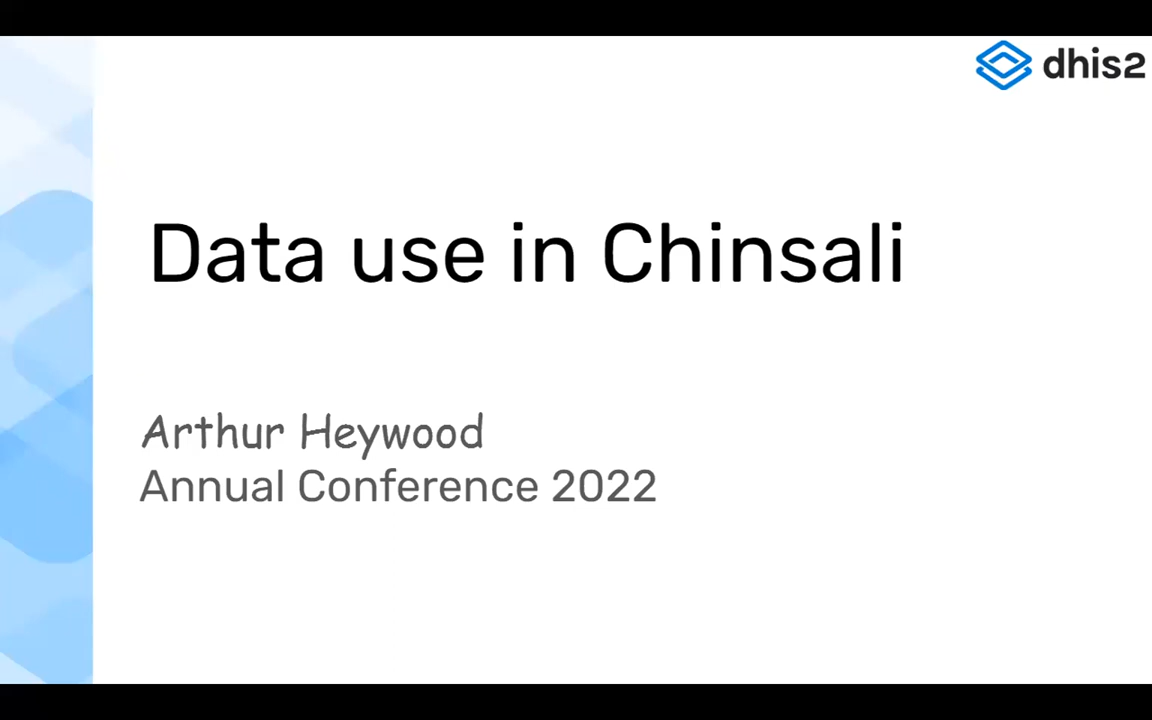 dhis2
Data use in Chinsali
Arthur Heywood
Annual Conference 2022